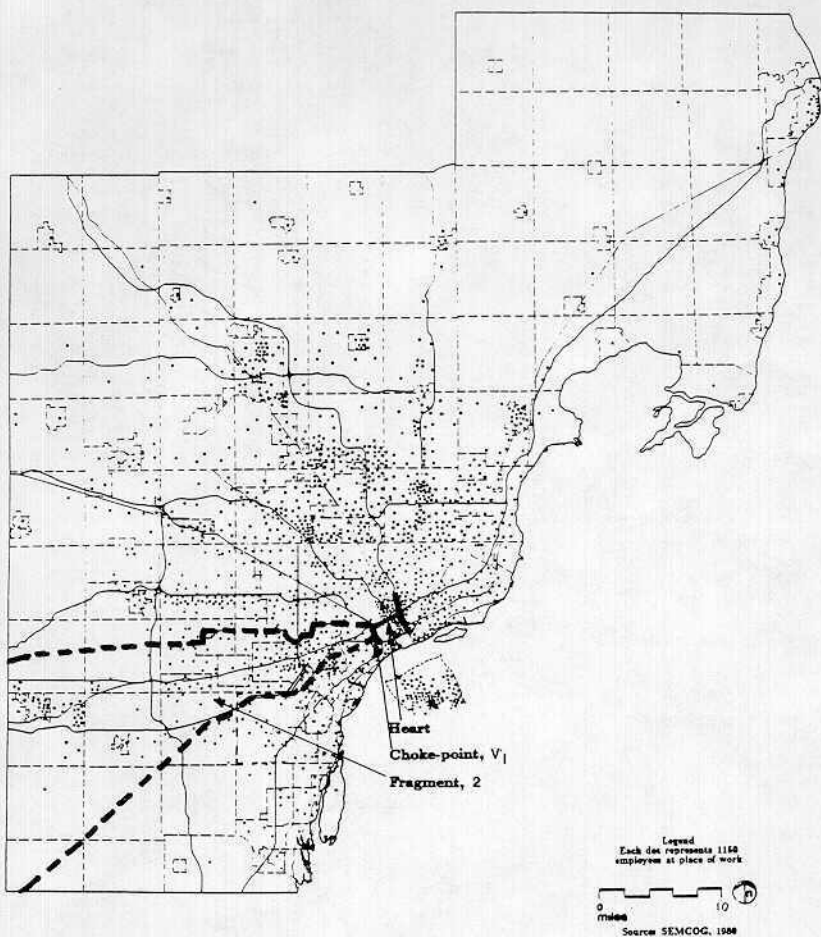 Heart
Choke-point, V1
Fragment, 2
Legend
Each dot represents 1150
employees at place of work
0 10
miles
n
Source: SEMCOG, 1980